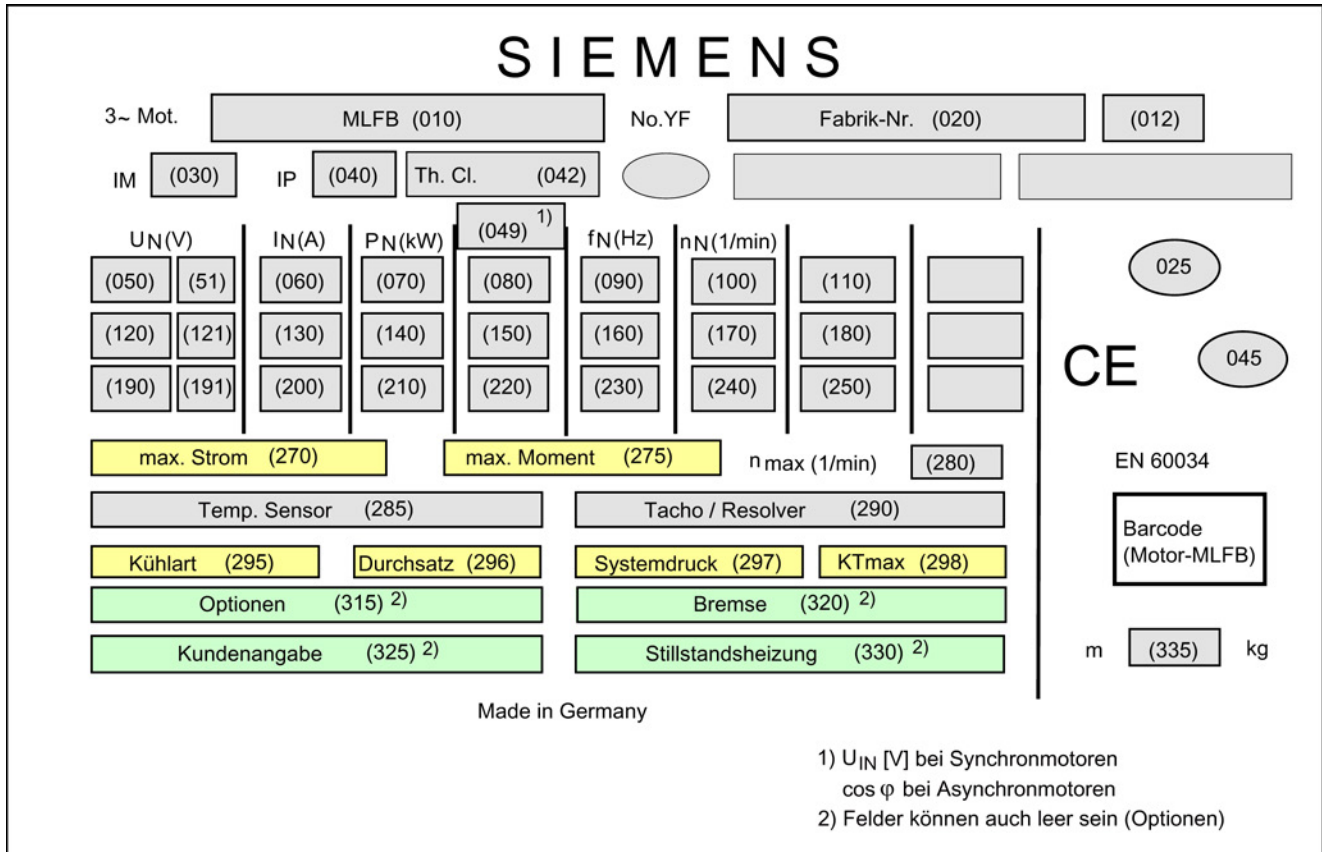 SIEMENS
3~ Mot. MLFB (010) No.YF Fabrik-Nr. (020) (012)
IM (030) IP (040) Th. Cl. (042)
(049) 1)
UN(V) IN(A) PN(kW) fN(Hz) nN(1/min)
(050) (51) (060) (070) (080) (090) (100) (110) 025
(120) (121) (130) (140) (150) (160) (170) (180)
CE 045
(190) (191) (200) (210) (220) (230) (240) (250)
max. Strom (270) max. Moment (275) n max (1/min) (280) EN 60034
Temp. Sensor (285) Tacho / Resolver (290)
Barcode
(Motor-MLFB)
Kühlart (295) Durchsatz (296) Systemdruck (297) KTmax (298)
Optionen (315) 2) Bremse (320) 2)
Kundenangabe (325) 2) Stillstandsheizung (330) 2) m (335) kg
Made in Germany
1) UIN [V] bei Synchronmotoren
cos φ bei Asynchronmotoren
2) Felder können auch leer sein (Optionen)